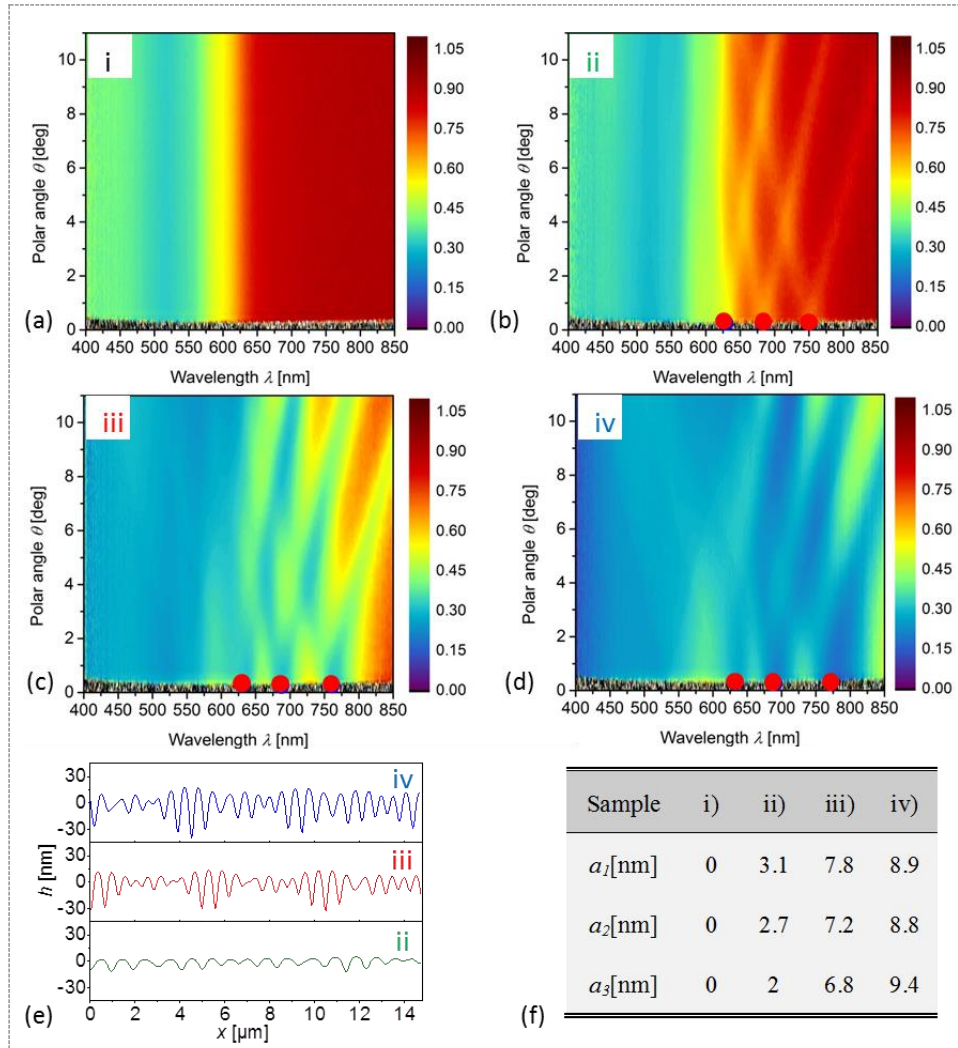 i
10
8
6
4
2
0
Polar angle θ [deg]
400 450 500 550 600 650 700 750 800 850
Wavelength λ [nm]
1.05
0.90
0.75
0.60
0.45
0.30
0.15
0.00
(a)
ii
10
8
6
4
2
0
Polar angle θ [deg]
400 450 500 550 600 650 700 750 800 850
Wavelength λ [nm]
1.05
0.90
0.75
0.60
0.45
0.30
0.15
0.00
(b)
iii
10
8
6
4
2
0
Polar angle θ [deg]
400 450 500 550 600 650 700 750 800 850
Wavelength λ [nm]
1.05
0.90
0.75
0.60
0.45
0.30
0.15
0.00
(c)
iv
10
8
6
4
2
0
Polar angle θ [deg]
400 450 500 550 600 650 700 750 800 850
Wavelength λ [nm]
1.05
0.90
0.75
0.60
0.45
0.30
0.15
0.00
(d)
30
0
-30
iv
30
0
-30
iii
30
0
-30
ii
h [nm]
0 2 4 6 8 10 12 14
x [µm]
(e)
Sample i) ii) iii) iv)
a1[nm] 0 3.1 7.8 8.9
a2[nm] 0 2.7 7.2 8.8
a3[nm] 0 2 6.8 9.4
(f)